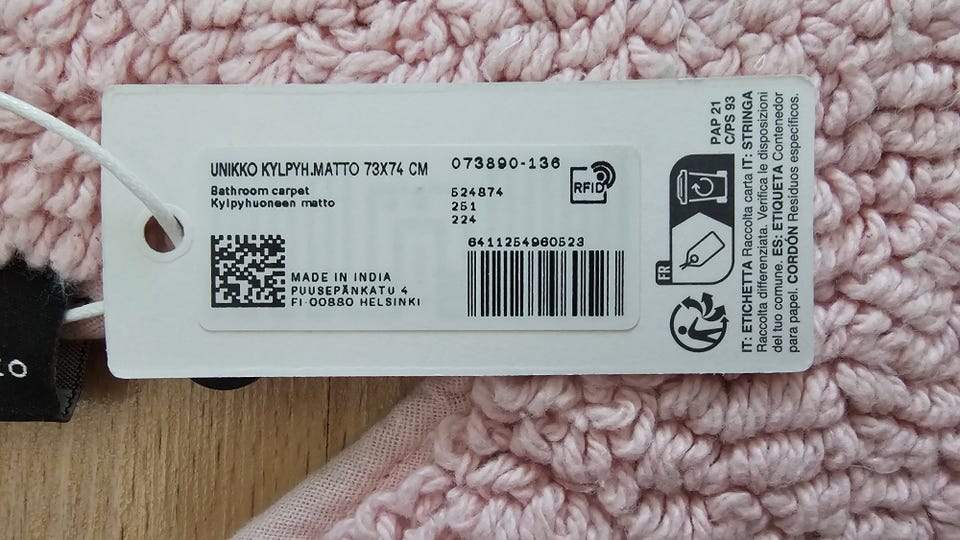 UNIKKO KYLPYH.MATTO 73X74 CM
Bathroom carpet
Kylpyhuoneen matto
073890-136
RFID
524874
251
224
6411254960523
MADE IN INDIA
PUUSEPÄNKATU 4
FI-00880 HELSINKI
PAP 21
C/PS 93
FR
IT: ETICHETTA Raccolta carta IT: STRINGA
Raccolta differenziata. Verifica le disposizioni
del tuo comune. ES: ETIQUETA Contenedor
para papel. CORDÓN Residuos específicos.